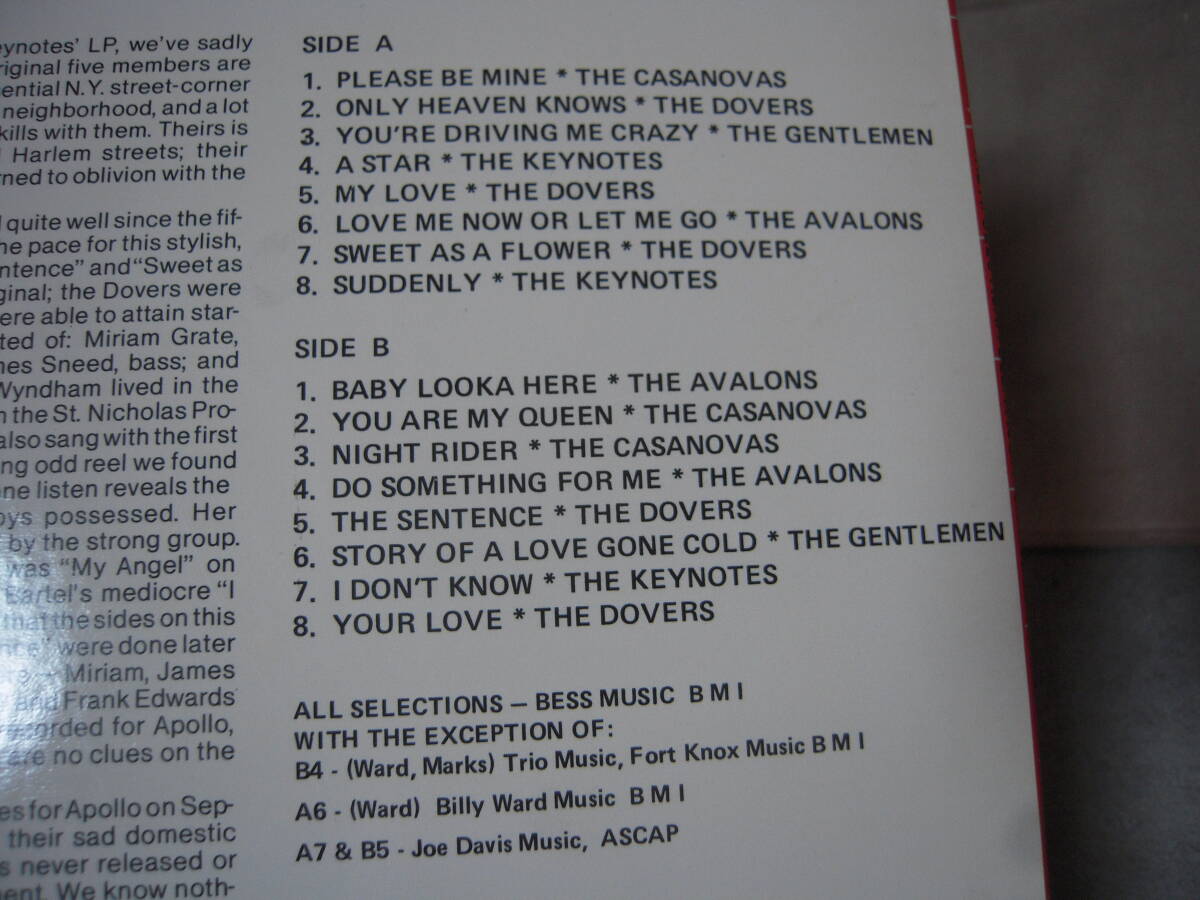 eynotes' LP, we've sadly
riginal five members are
ential N.Y. street-corner
neighborhood, and a lot
kills with them. Theirs is
Harlem streets; their
rned to oblivion with the
quite well since the fif-
he pace for this stylish,
ntence" and "Sweet as
ginal; the Dovers were
ere able to attain star-
ted of: Miriam Grate,
nes Sneed, bass; and
Wyndham lived in the
n the St. Nicholas Pro-
also sang with the first
ng odd reel we found
ne listen reveals the
oys possessed. Her
by the strong group.
was "My Angel" on
Bartel's mediocre "I
that the sides on this
were done later
Miriam, James
and Frank Edwards
recorded for Apollo,
are no clues on the
es for Apollo on Sep-
their sad domestic
s never released or
ment. We know noth-
SIDE A
1. PLEASE BE MINE * THE CASANOVAS
2. ONLY HEAVEN KNOWS * THE DOVERS
3. YOU'RE DRIVING ME CRAZY * THE GENTLEMEN
4. A STAR * THE KEYNOTES
5. MY LOVE * THE DOVERS
6. LOVE ME NOW OR LET ME GO * THE AVALONS
7. SWEET AS A FLOWER * THE DOVERS
8. SUDDENLY * THE KEYNOTES
SIDE B
1. BABY LOOKA HERE * THE AVALONS
2. YOU ARE MY QUEEN * THE CASANOVAS
3. NIGHT RIDER * THE CASANOVAS
4. DO SOMETHING FOR ME * THE AVALONS
5. THE SENTENCE * THE DOVERS
6. STORY OF A LOVE GONE COLD * THE GENTLEMEN
7. I DON'T KNOW * THE KEYNOTES
8. YOUR LOVE * THE DOVERS
ALL SELECTIONS – BESS MUSIC B M I
WITH THE EXCEPTION OF:
B4 - (Ward, Marks) Trio Music, Fort Knox Music B M I
A6 - (Ward) Billy Ward Music B M I
A7 & B5 - Joe Davis Music, ASCAP